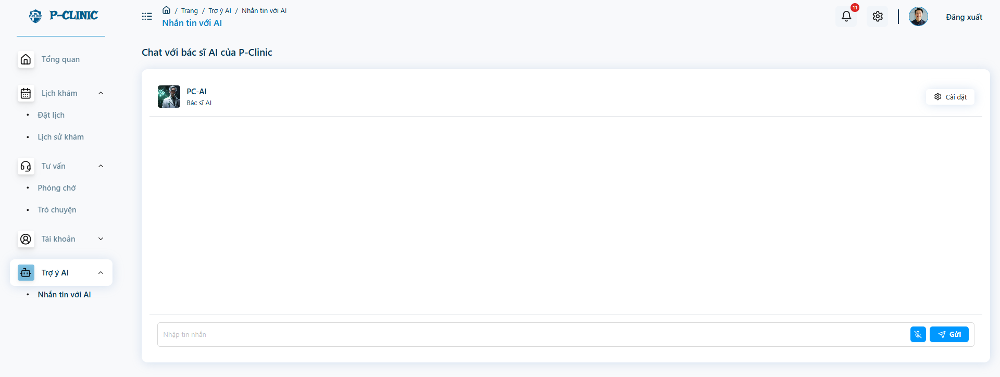 P-CLINIC
P-CLINIC
Tổng quan
Lịch khám
Đặt lịch
Lịch sử khám
Tư vấn
Phòng chờ
Trò chuyện
Tài khoản
Trợ ý AI
Nhắn tin với AI
/ Trang / Trợ ý AI / Nhắn tin với AI
Nhắn tin với AI
11
Đăng xuất
Chat với bác sĩ AI của P-Clinic
PC-AI
Bác sĩ AI
Cài đặt
Nhập tin nhắn
Gửi